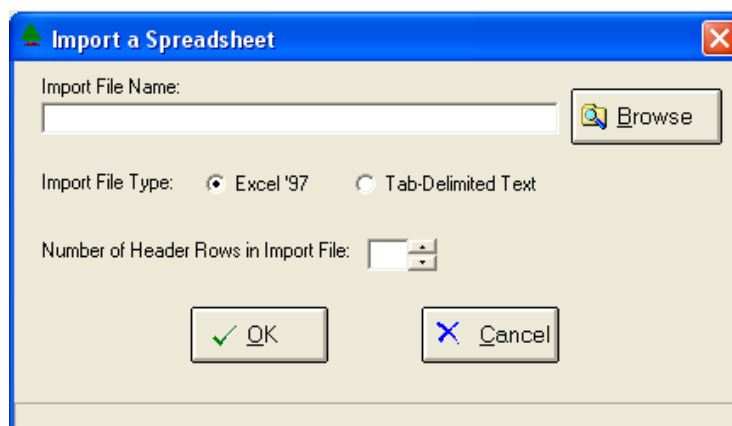 Import a Spreadsheet
Import File Name:
Browse
Import File Type: Excel '97 Tab-Delimited Text
Number of Header Rows in Import File:
OK Cancel